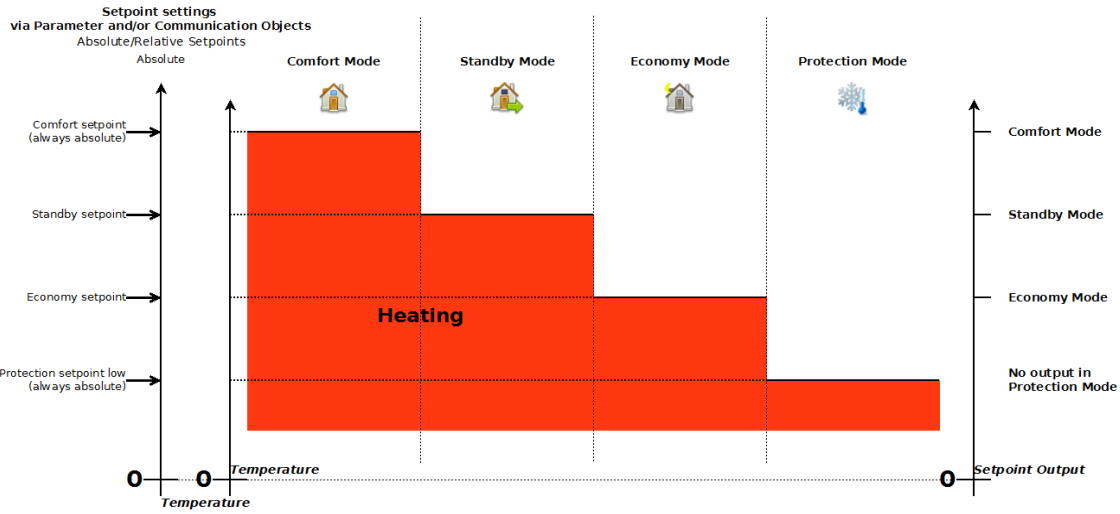 Setpoint settings
via Parameter and/or Communication Objects
Absolute/Relative Setpoints
Absolute
Comfort Mode
Standby Mode
Economy Mode
Protection Mode
Comfort setpoint
(always absolute)
Comfort Mode
Standby setpoint
Standby Mode
Economy setpoint
Economy Mode
Heating
Protection setpoint low
(always absolute)
No output in
Protection Mode
Temperature
Setpoint Output
0
0
0
Temperature